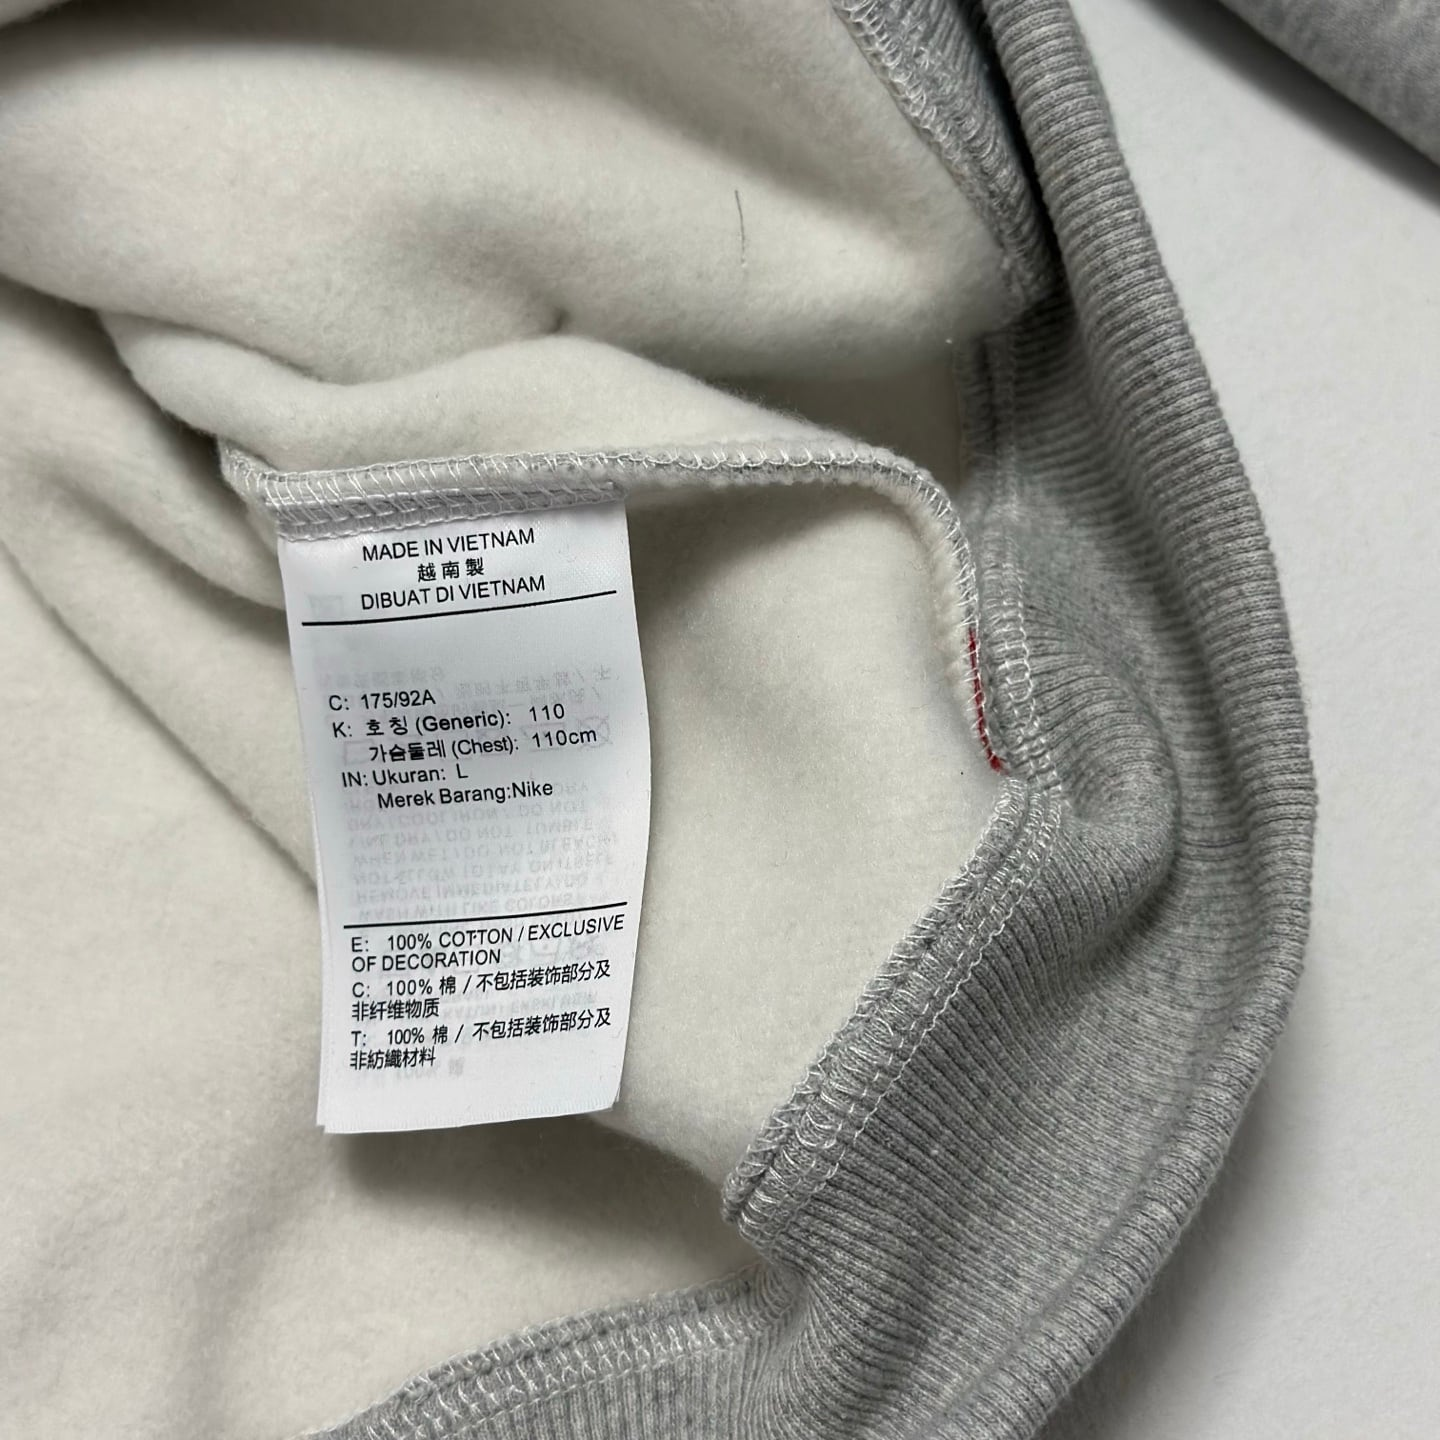 MADE IN VIETNAM
越南製
DIBUAT DI VIETNAM
C: 175/92A
K: 호칭 (Generic): 110
가슴둘레 (Chest): 110cm
IN: Ukuran: L
Merek Barang:Nike
E: 100% COTTON / EXCLUSIVE
OF DECORATION
C: 100% 棉 / 不包括装饰部分及
非纤维物质
T: 100% 棉 / 不包括装饰部分及
非紡織材料